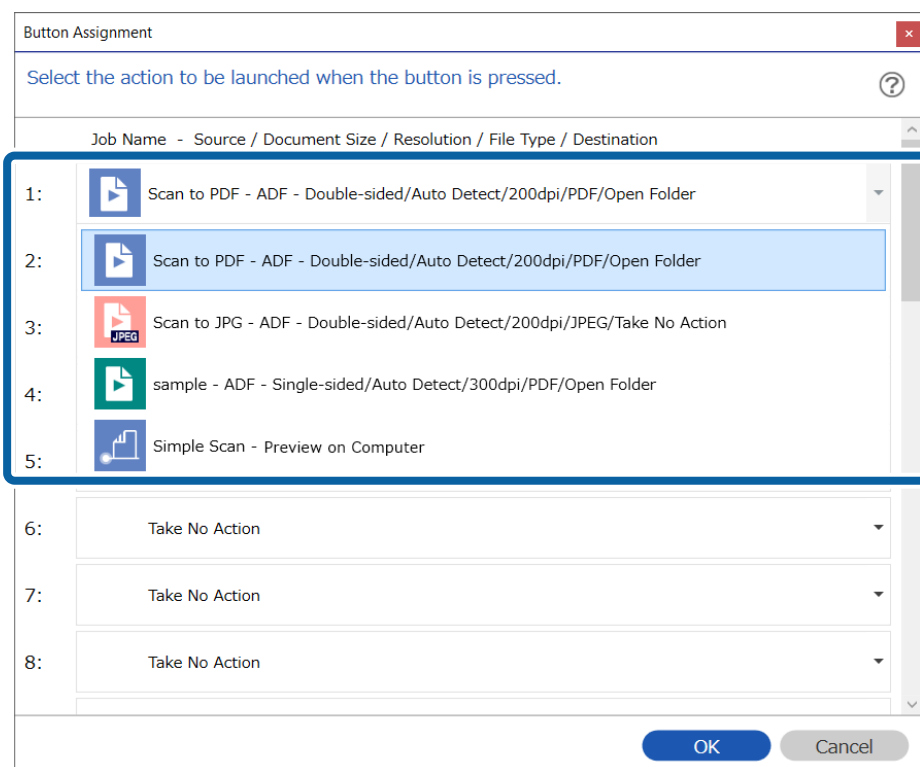 Button Assignment
Select the action to be launched when the button is pressed.
Job Name - Source / Document Size / Resolution / File Type / Destination
1: Scan to PDF - ADF - Double-sided/Auto Detect/200dpi/PDF/Open Folder
2: Scan to PDF - ADF - Double-sided/Auto Detect/200dpi/PDF/Open Folder
3: JPEG Scan to JPG - ADF - Double-sided/Auto Detect/200dpi/JPEG/Take No Action
4: sample - ADF - Single-sided/Auto Detect/300dpi/PDF/Open Folder
5: Simple Scan - Preview on Computer
6: Take No Action
7: Take No Action
8: Take No Action
OK Cancel